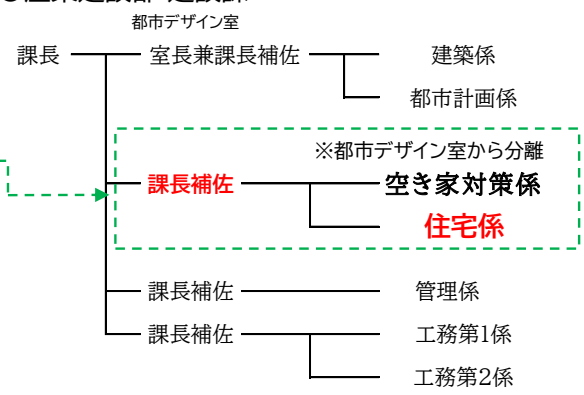 都市デザイン室
課長 室長兼課長補佐 建築係
都市計画係
※都市デザイン室から分離
課長補佐 空き家対策係
住宅係
課長補佐 管理係
課長補佐 工務第1係
工務第2係